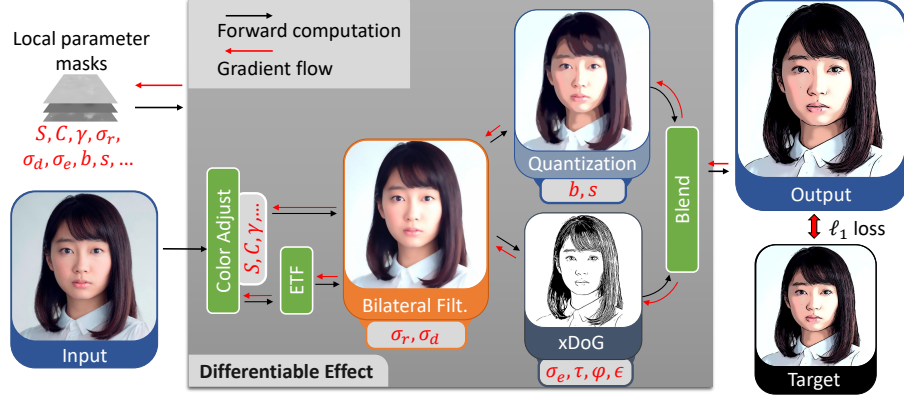 Forward computation
Gradient flow
Local parameter
masks
S, C, γ, σ_r,
σ_d, σ_e, b, s, ...
Input
Color Adjust
S, C, γ, ...
ETF
Bilateral Filt.
σ_r, σ_d
Quantization
b, s
xDoG
σ_e, τ, φ, ϵ
Blend
Output
ℓ₁ loss
Target
Differentiable Effect